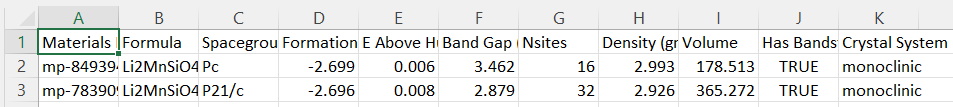 A B C D E F G H I J K
1 Materials Formula Spacegrou Formation E Above Hu Band Gap Nsites Density (gr Volume Has Bands Crystal System
2 mp-849394 Li2MnSiO4 Pc -2.699 0.006 3.462 16 2.993 178.513 TRUE monoclinic
3 mp-78390 Li2MnSiO4 P21/c -2.696 0.008 2.879 32 2.926 365.272 TRUE monoclinic